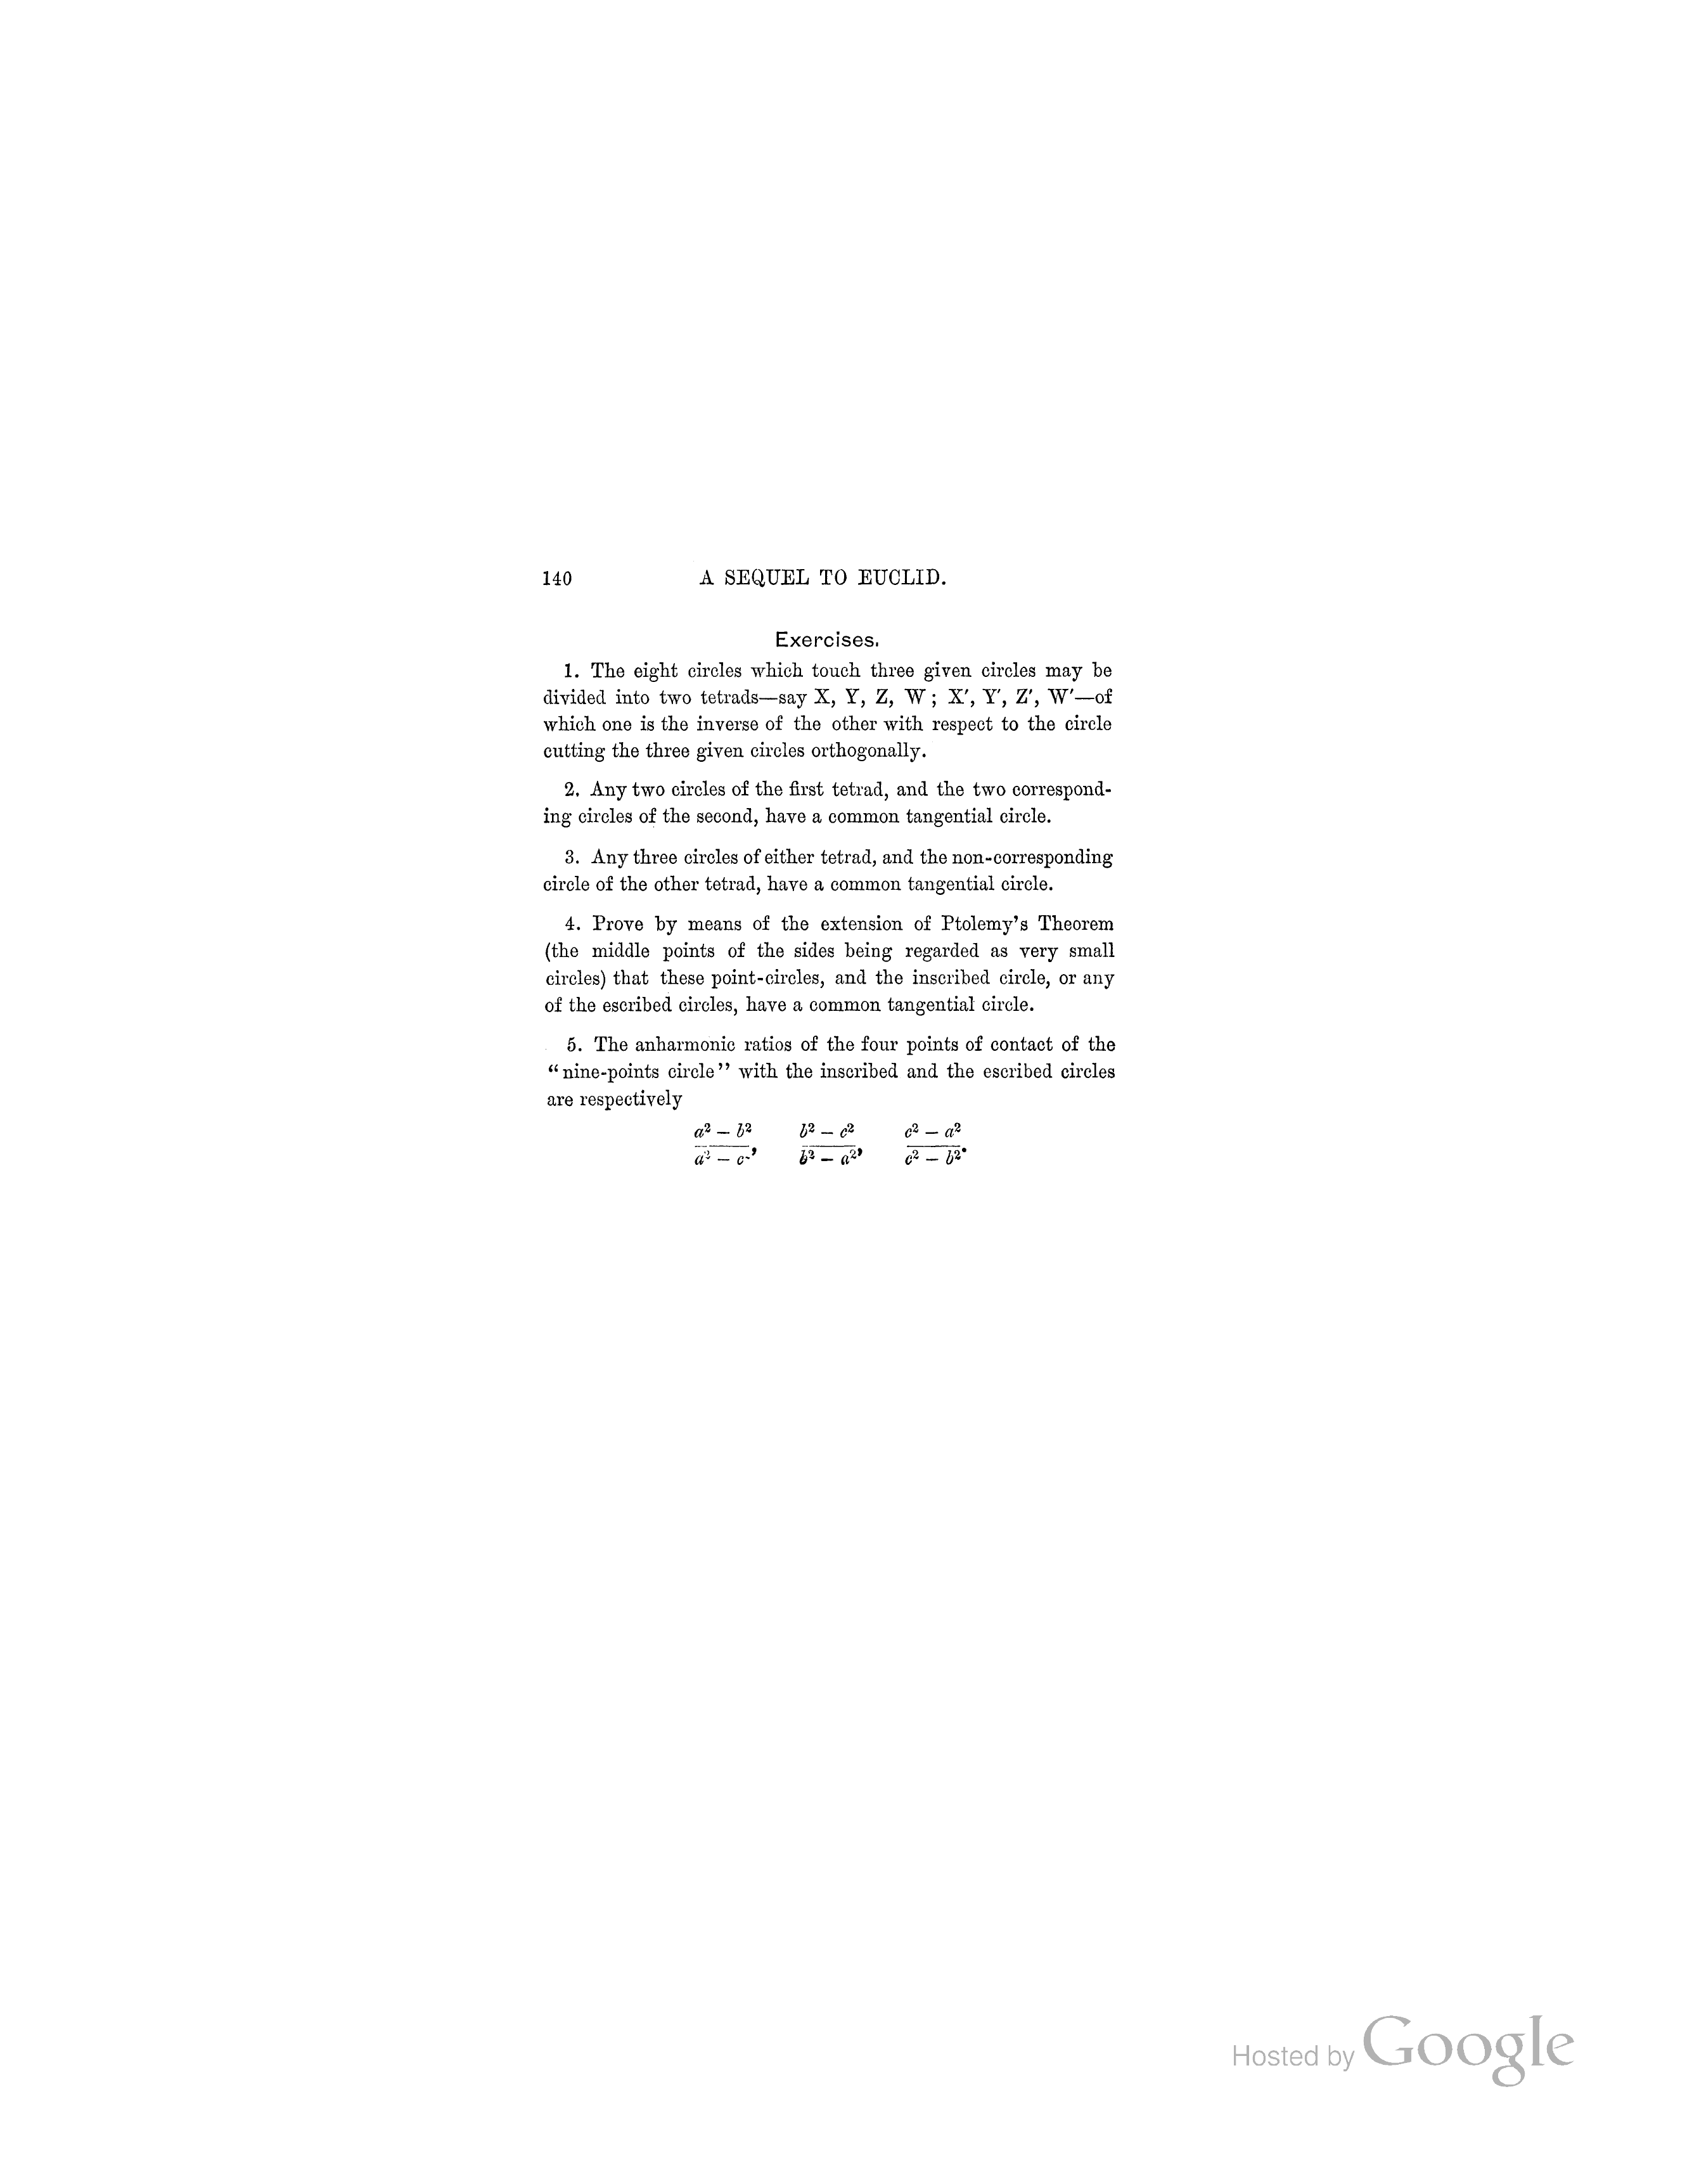 140 A SEQUEL TO EUCLID.
Exercises.
1. The eight circles which touch three given circles may be
divided into two tetrads—say X, Y, Z, W; X′, Y′, Z′, W′—of
which one is the inverse of the other with respect to the circle
cutting the three given circles orthogonally.
2. Any two circles of the first tetrad, and the two correspond-
ing circles of the second, have a common tangential circle.
3. Any three circles of either tetrad, and the non-corresponding
circle of the other tetrad, have a common tangential circle.
4. Prove by means of the extension of Ptolemy's Theorem
(the middle points of the sides being regarded as very small
circles) that these point-circles, and the inscribed circle, or any
of the escribed circles, have a common tangential circle.
5. The anharmonic ratios of the four points of contact of the
“nine-points circle” with the inscribed and the escribed circles
are respectively
a² – b² b² – c² c² – a²
a² – c², b² – a², c² – b².
Hosted by Google